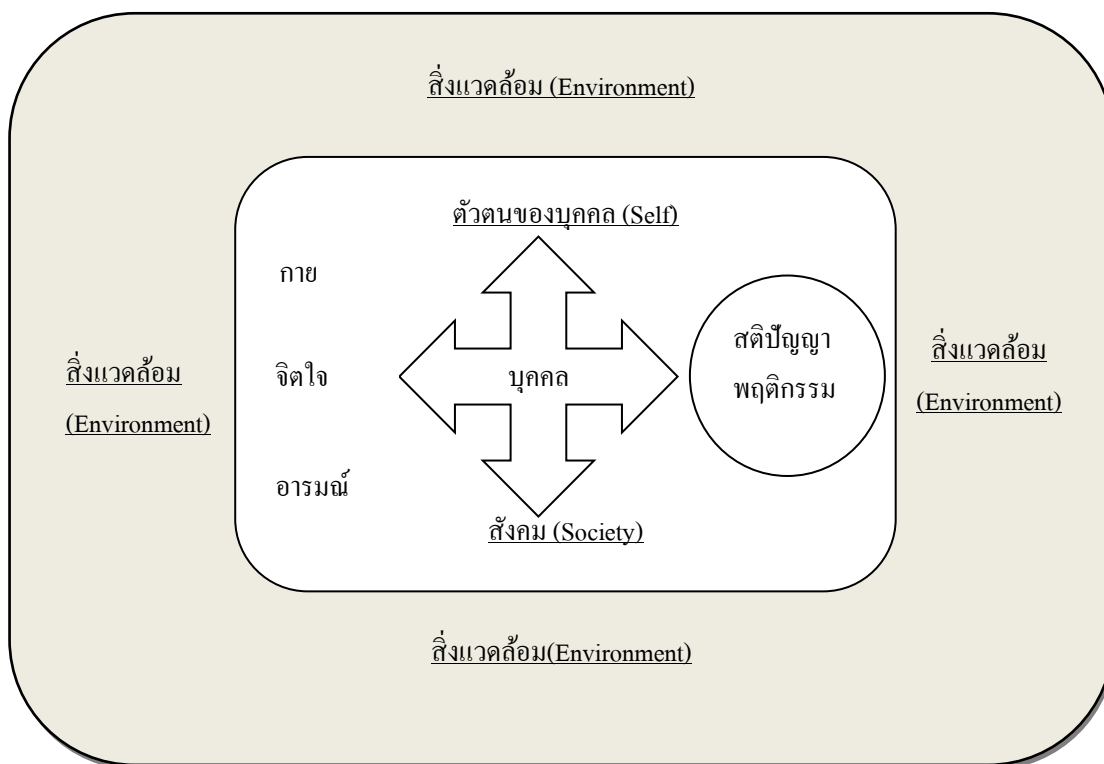 สิ่งแวดล้อม (Environment)
ตัวตนของบุคคล (Self)
กาย
จิตใจ
อารมณ์
บุคคล
สติปัญญา
พฤติกรรม
สังคม (Society)
สิ่งแวดล้อม
(Environment)
สิ่งแวดล้อม
(Environment)
สิ่งแวดล้อม(Environment)